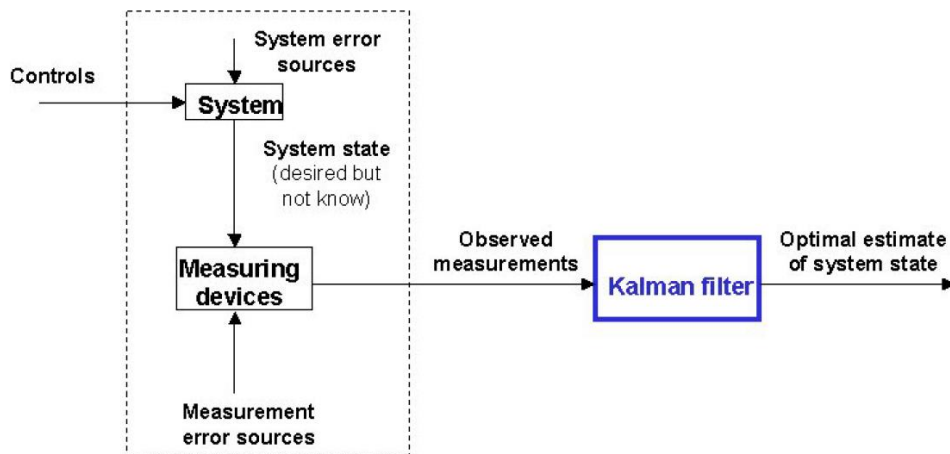 System error
sources
Controls
System
System state
(desired but
not know)
Observed
measurements
Optimal estimate
of system state
Measuring
devices
Kalman filter
Measurement
error sources